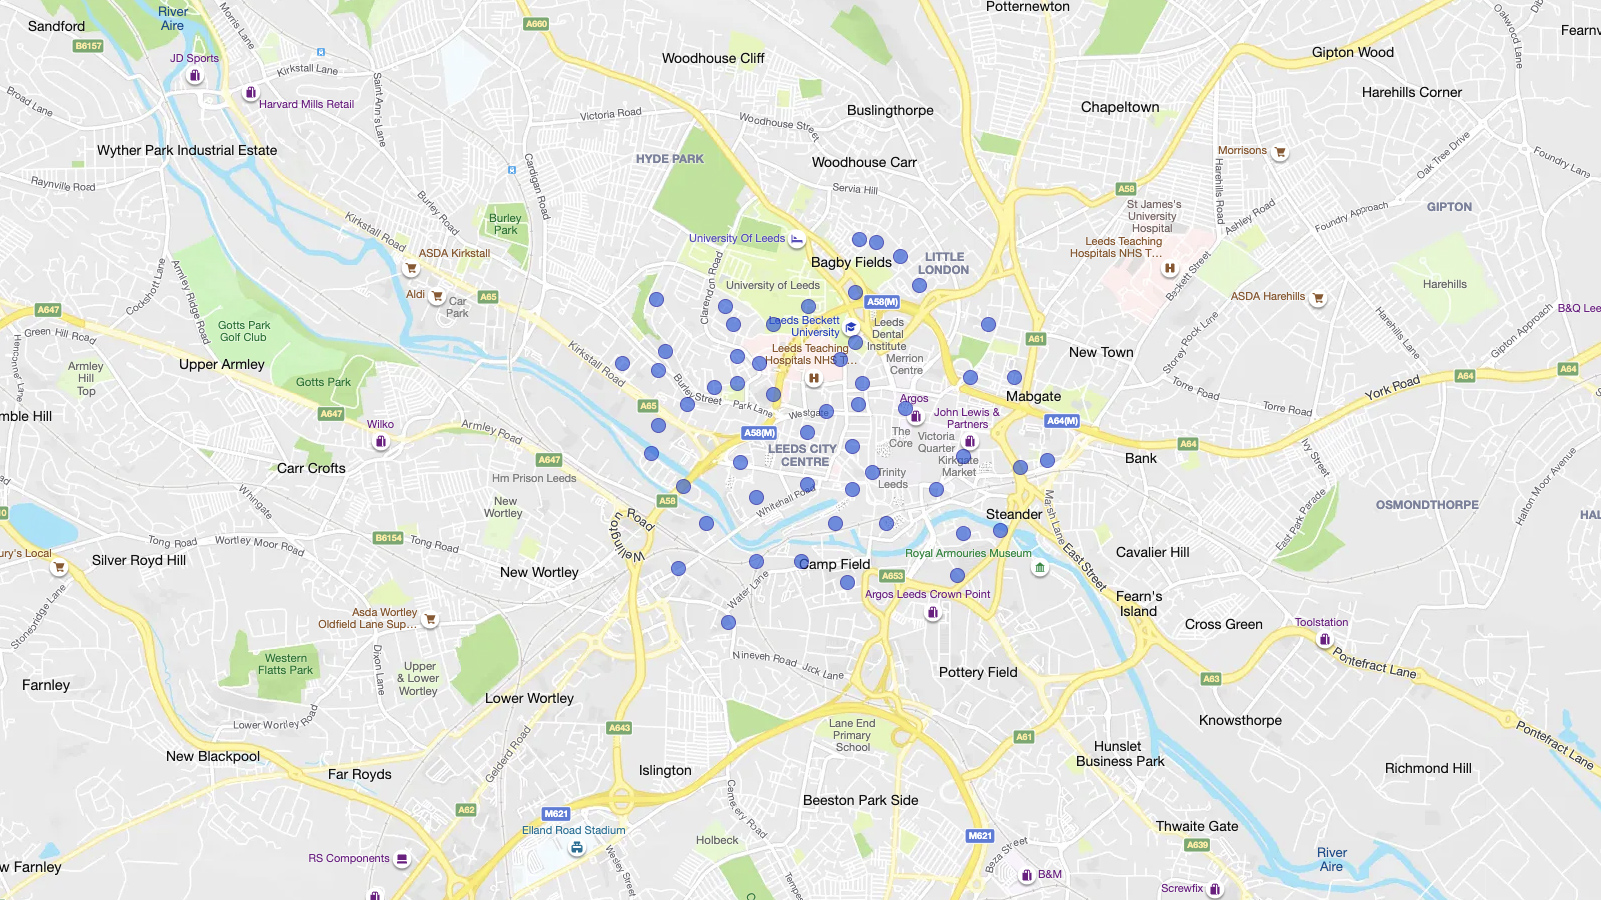 Sandford
River
Aire
Morris Lane
A660
Potternewton
Oakwood Lane
Gipton Wood
B6157
JD Sports
Kirkstall Lane
Woodhouse Cliff
Harehills Corner
Broad Lane
Harvard Mills Retail
Saint Ann's Lane
Victoria Road
Woodhouse Street
Buslingthorpe
Chapeltown
Wyther Park Industrial Estate
HYDE PARK
Woodhouse Carr
Morrisons
Oak Tree Drive
Foundry Lane
Raynville Road
Cardigan Road
Servia Hill
A58
Harehills Road
Burley Road
St James's
University
Hospital
Ashley Road
Foundry Approach
GIPTON
Kirkstall Road
Burley
Park
University Of Leeds
Leeds Teaching
Hospitals NHS T...
ASDA Kirkstall
Bagby Fields
LITTLE
LONDON
Beckett Street
Cockshott Lane
Armley Ridge Road
Clarendon Road
University of Leeds
Harehills
Aldi
Car
Park
A65
A58(M)
ASDA Harehills
B&Q Lee
A647
Green Hill Road
Gotts Park
Golf Club
Leeds Beckett
University
Leeds
Dental
Institute
A61
Storey Rock Lane
Harehills Lane
Gipton Approach
Upper Armley
Kirkstall Road
Leeds Teaching
Hospitals NHS T...
Merrion
Centre
New Town
Armley
Hill
Top
Gotts Park
Burley Street
Torre Road
York Road
A64
A64
A647
A65
Park Lane
Westgate
Argos
Mabgate
Torre Road
mble Hill
Wilko
Armley Road
A58(M)
John Lewis &
Partners
A64(M)
LEEDS CITY
CENTRE
The
Core
Victoria
Quarter
A64
Carr Crofts
A647
Kirkgate
Market
Bank
Ivy Street
Hm Prison Leeds
Trinity
Leeds
Whingate
New
Wortley
A58
Whitehall Road
Marsh Lane
East Park Parade
OSMONDTHORPE
Halton Moor Avenue
HAL
Steander
Wellington Road
Tong Road
Wortley Moor Road
B6154
Tong Road
ury's Local
Silver Royd Hill
Royal Armouries Museum
East Street
Cavalier Hill
New Wortley
Camp Field
A653
Water Lane
Argos Leeds Crown Point
Fearn's
Island
Stonebridge Lane
Asda Wortley
Oldfield Lane Sup...
Cross Green
Toolstation
Dixon Lane
Western
Flatts Park
Upper
& Lower
Wortley
Nineveh Road
Jack Lane
Pottery Field
Pontefract Lane
A63
Farnley
Lower Wortley
Lower Wortley Road
A643
Lane End
Primary
School
A61
Knowsthorpe
Pontefract Lane
New Blackpool
Gelderd Road
Hunslet
Business Park
Far Royds
Islington
Richmond Hill
A62
M621
Cemetery Road
Beeston Park Side
Elland Road Stadium
Holbeck
M621
Thwaite Gate
A639
RS Components
Wesley Street
Beza Street
River
Aire
w Farnley
B&M
Screwfix